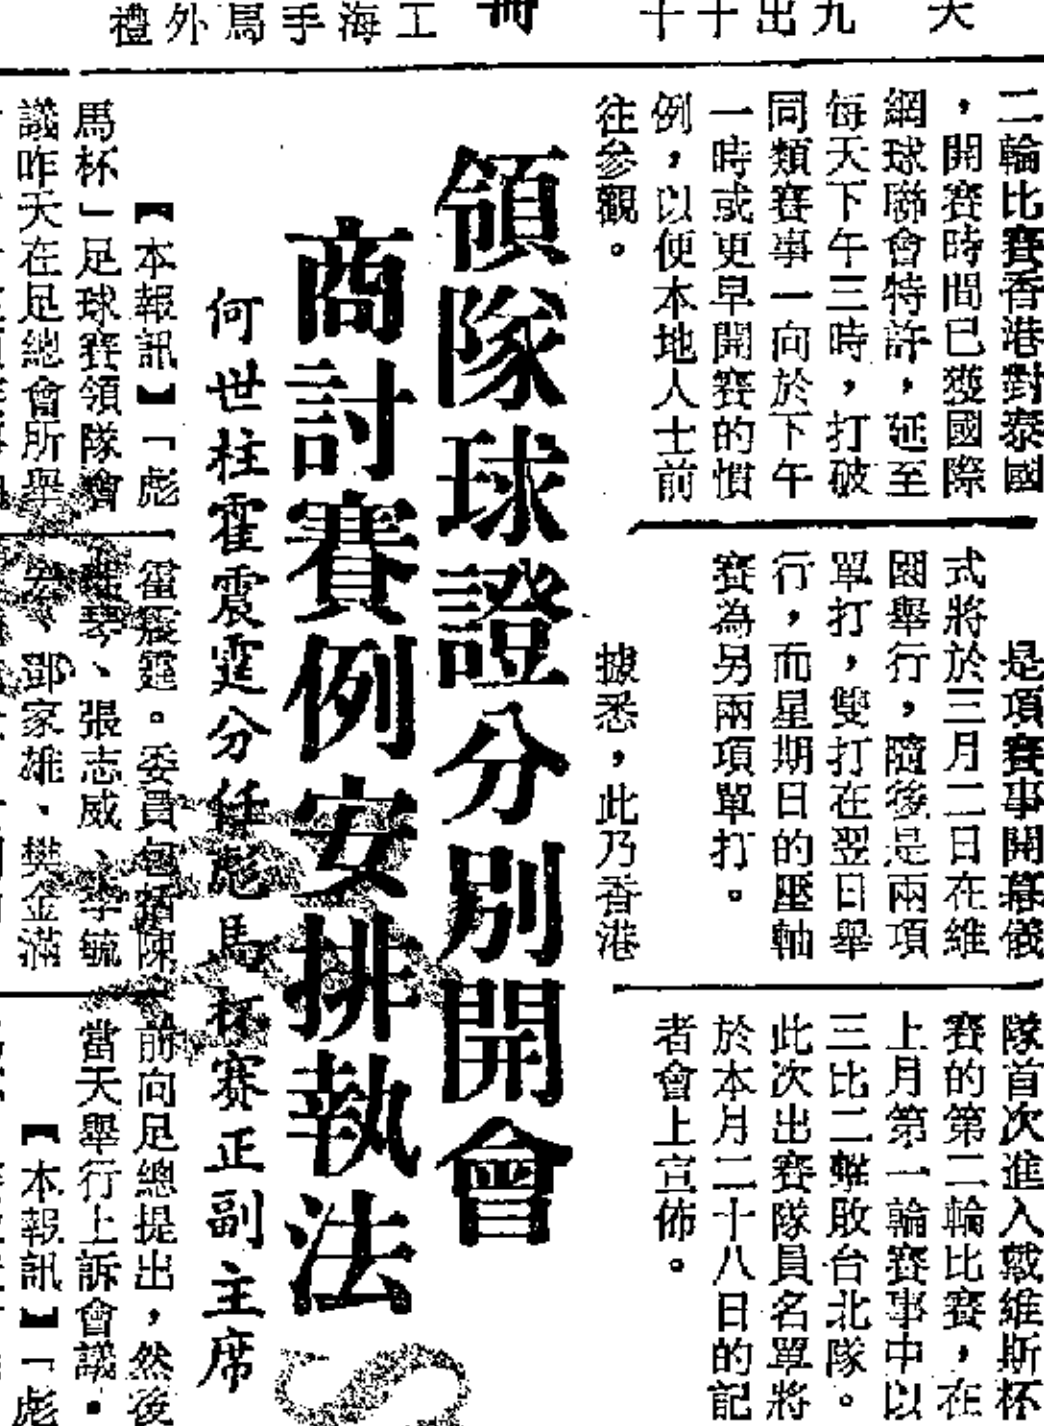 二輪比賽香港對泰國
，開賽時間已獲國際
網球聯會特許，延至
每天下午三時，打破
同類賽事一向於下午
一時或更早開賽的慣
例，以便本地人士前
往參觀。
是項賽事開幕儀
式將於三月二日在維
園舉行，隨後是兩項
單打，雙打在翌日舉
行，而星期日的壓軸
賽為另兩項單打。
據悉，此乃香港
隊首次進入戴維斯杯
賽的第二輪比賽，在
上月第一輪賽事中以
三比二擊敗台北隊。
此次出賽隊員名單將
於本月二十八日的記
者會上宣佈。
領隊球證分別開會
商討賽例安排執法
何世柱霍震霆分任彪馬杯賽正副主席
【本報訊】「彪
馬杯」足球賽領隊會
議昨天在足總會所舉
霍震霆。委員包括陳
琴、張志威、李毓
宏、鄧家雄、樊金滿
前向足總提出，然後
當天舉行上訴會議。
【本報訊】「彪